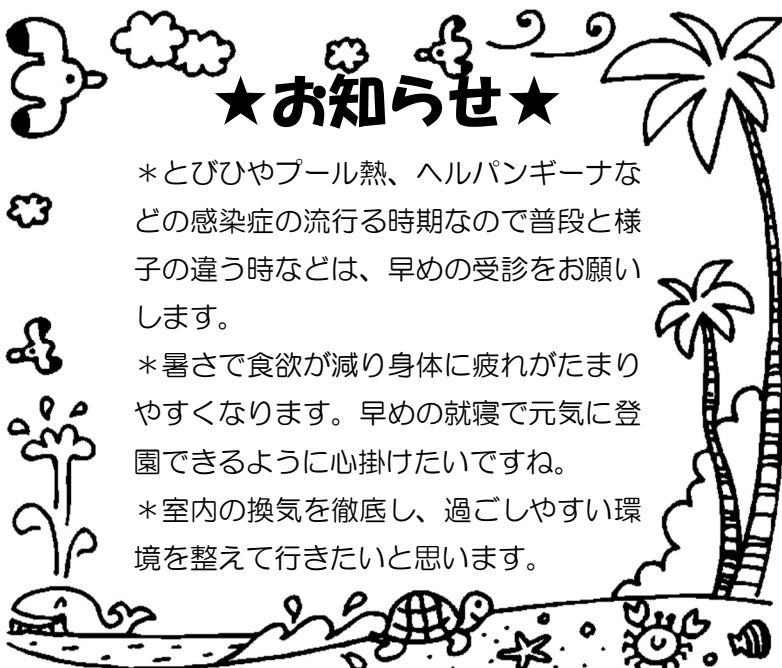 ★お知らせ★
＊とびひやプール熱、ヘルパンギーナな
どの感染症の流行る時期なので普段と様
子の違う時などは、早めの受診をお願い
します。
＊暑さで食欲が減り身体に疲れがたまり
やすくなります。早めの就寝で元気に登
園できるように心掛けたいですね。
＊室内の換気を徹底し、過ごしやすい環
境を整えて行きたいと思います。